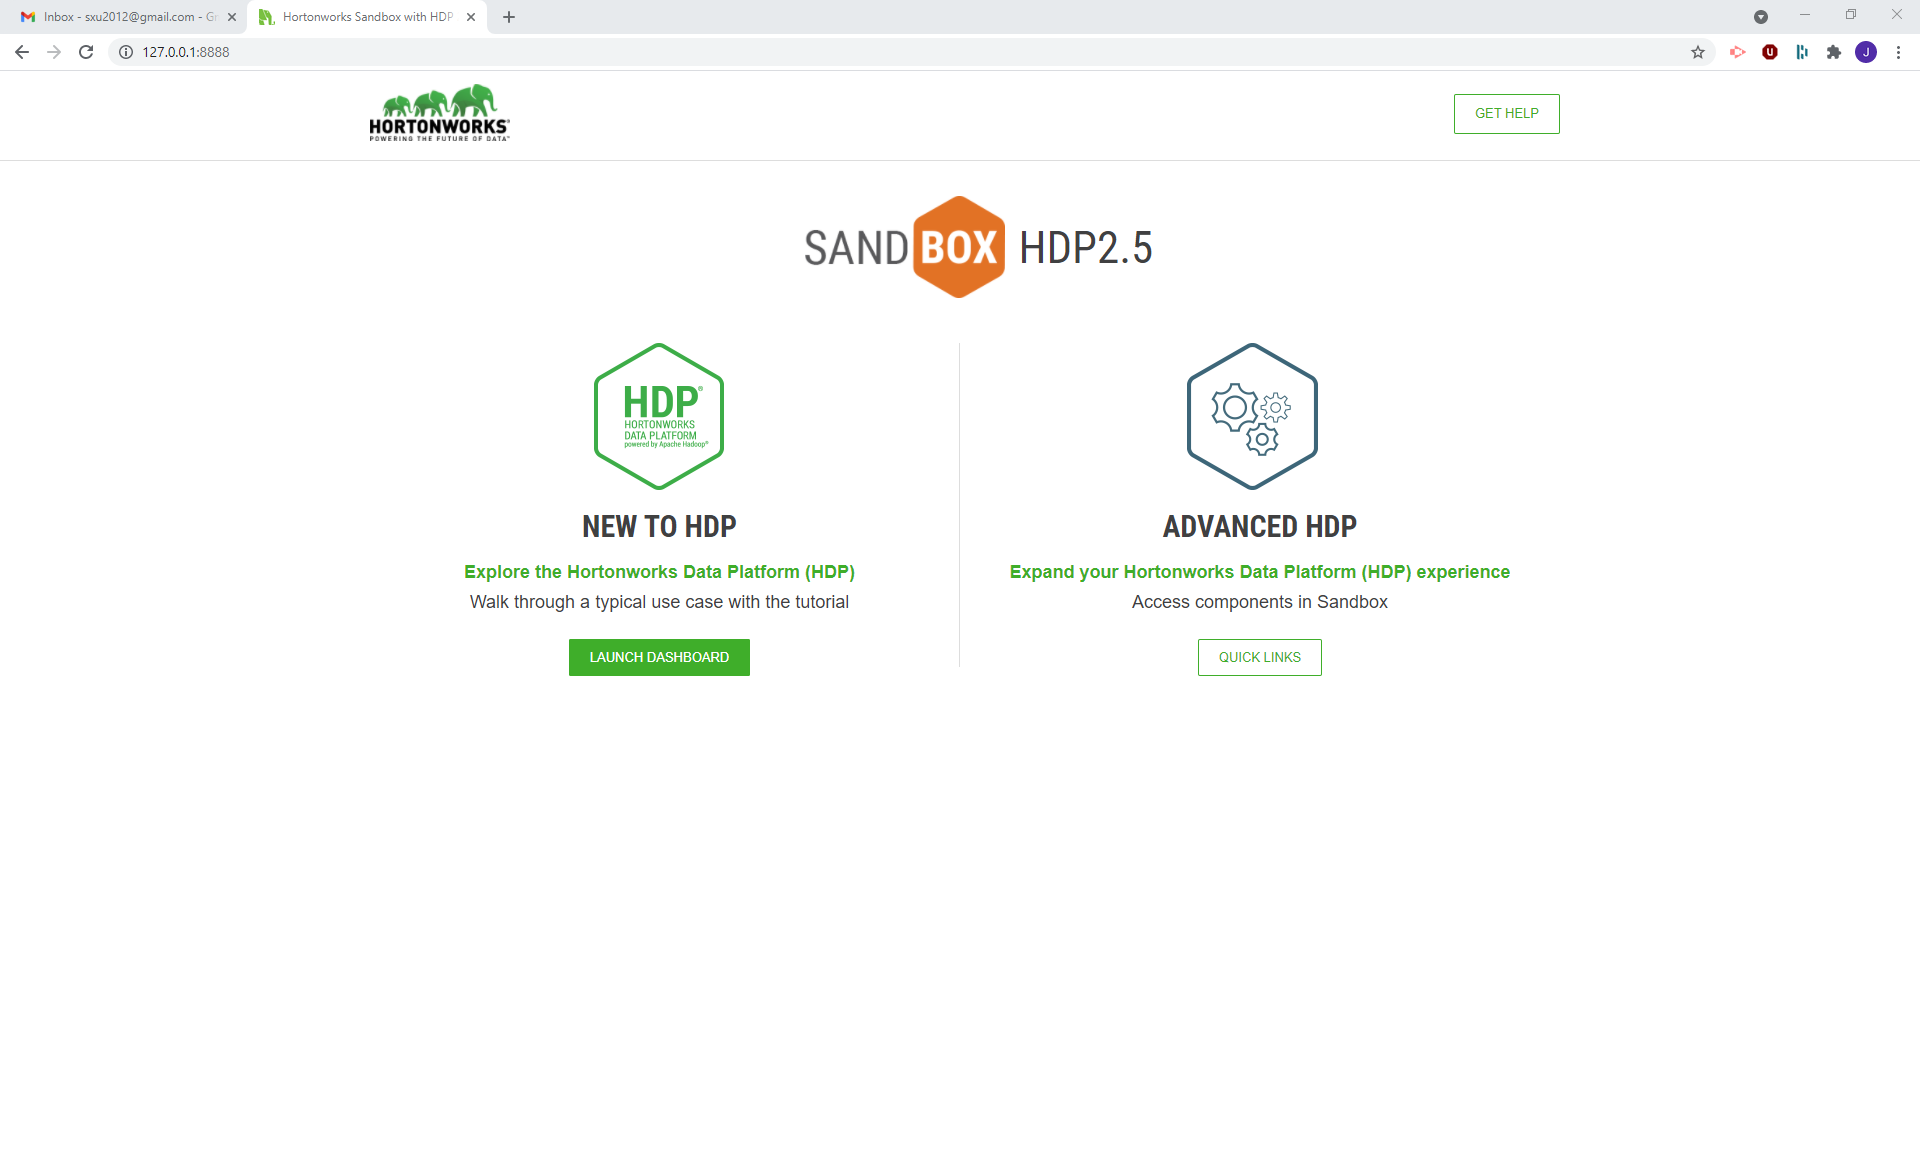 Inbox - sxu2012@gmail.com - Gr
Hortonworks Sandbox with HDP
127.0.0.1:8888
U
J
HORTONWORKS®
POWERING THE FUTURE OF DATA™
GET HELP
SANDBOX HDP2.5
HDP®
HORTONWORKS
DATA PLATFORM
powered by Apache Hadoop®
NEW TO HDP
Explore the Hortonworks Data Platform (HDP)
Walk through a typical use case with the tutorial
LAUNCH DASHBOARD
ADVANCED HDP
Expand your Hortonworks Data Platform (HDP) experience
Access components in Sandbox
QUICK LINKS